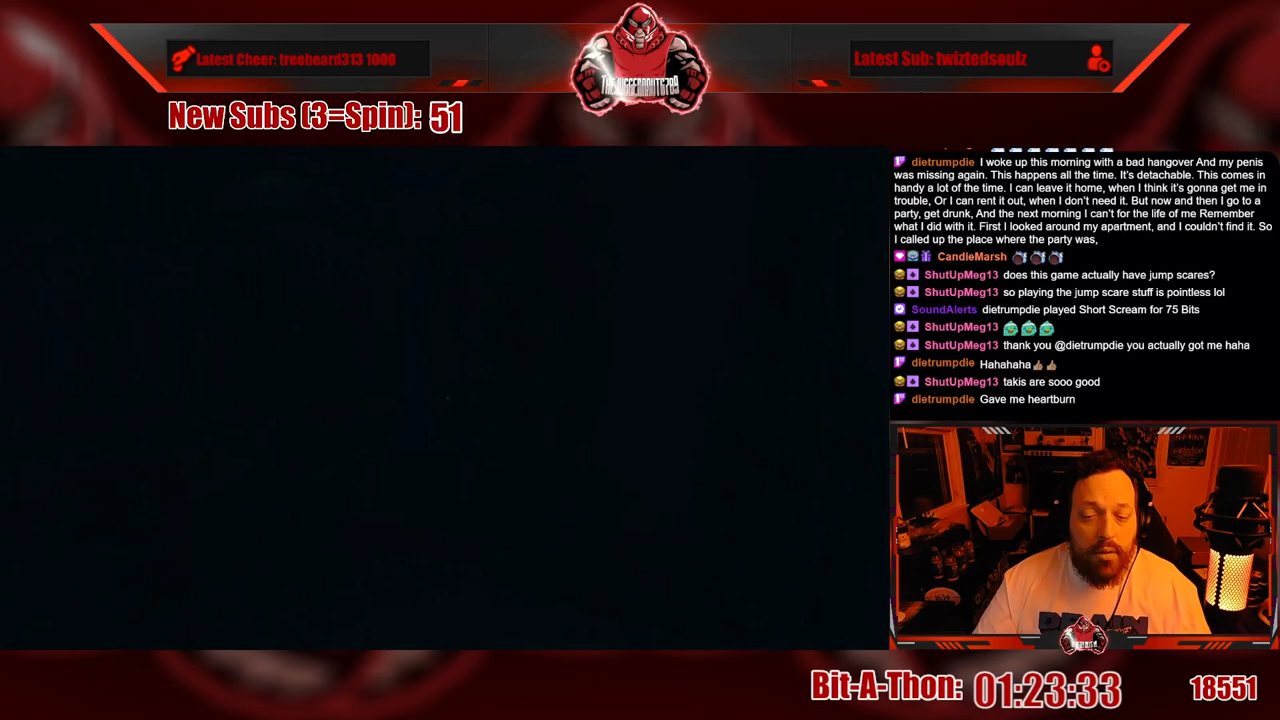 Latest Cheer: treebeard313 1000
THEJUGGERNAUT6789
Latest Sub: twiztedsoulz
New Subs (3=Spin): 51
dietrumpdie I woke up this morning with a bad hangover And my penis
was missing again. This happens all the time. It's detachable. This comes in
handy a lot of the time. I can leave it home, when I think it's gonna get me in
trouble, Or I can rent it out, when I don't need it. But now and then I go to a
party, get drunk, And the next morning I can't for the life of me Remember
what I did with it. First I looked around my apartment, and I couldn't find it. So
I called up the place where the party was,
CandieMarsh
ShutUpMeg13 does this game actually have jump scares?
ShutUpMeg13 so playing the jump scare stuff is pointless lol
SoundAlerts dietrumpdie played Short Scream for 75 Bits
ShutUpMeg13
ShutUpMeg13 thank you @dietrumpdie you actually got me haha
dietrumpdie Hahahaha
ShutUpMeg13 takis are sooo good
dietrumpdie Gave me heartburn
Bit-A-Thon: 01:23:33 18551